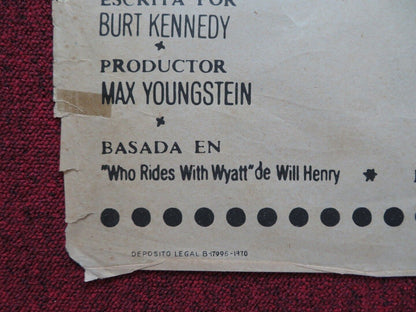 ESCRITA POR
BURT KENNEDY
PRODUCTOR
MAX YOUNGSTEIN
BASADA EN
"Who Rides With Wyatt" de Will Henry
DEPOSITO LEGAL B-17995-1970